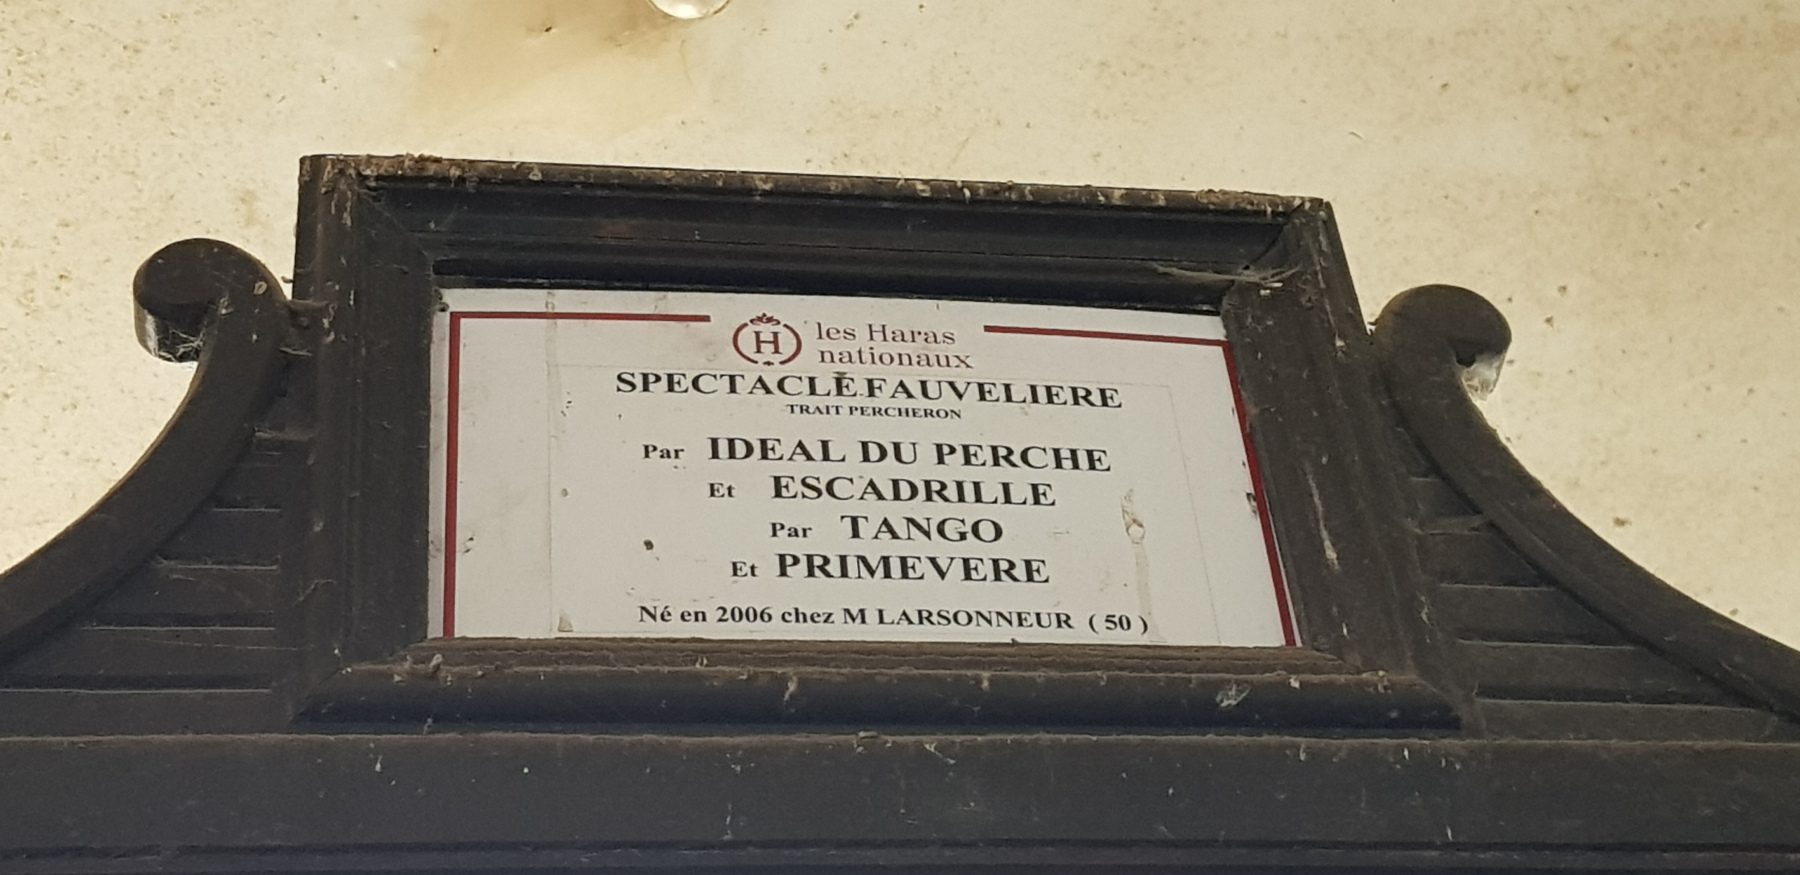 H
les Haras
nationaux
SPECTACLE FAUVELIERE
TRAIT PERCHERON
Par IDEAL DU PERCHE
Et ESCADRILLE
Par TANGO
Et PRIMEVERE
Né en 2006 chez M LARSONNEUR ( 50 )